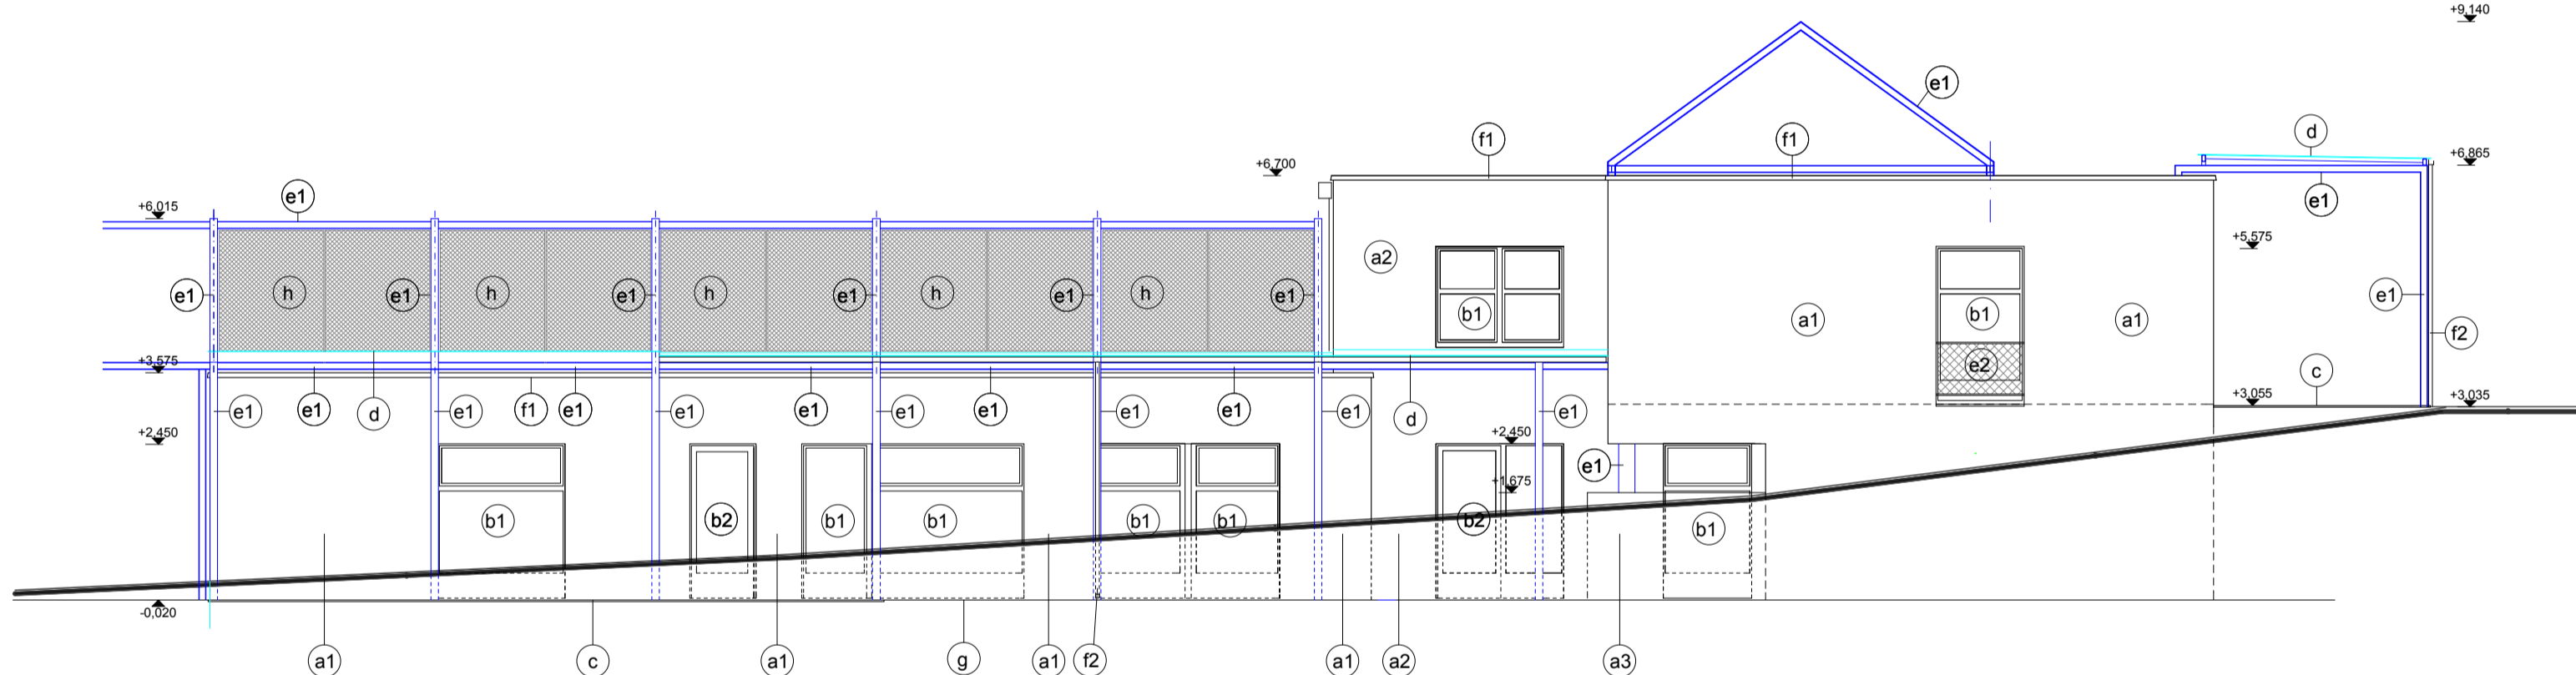 +9,140
e1
d
f1
f1
+6,700
+6,865
e1
e1
+6,015
+5,575
a2
e1
h
e1
h
e1
h
e1
h
e1
h
e1
e1
b1
a1
b1
a1
f2
+3,575
e2
c
+3,055
+3,035
e1
e1
d
e1
f1
e1
e1
e1
e1
e1
e1
e1
e1
d
e1
+2,450
+2,450
e1
+1,675
b1
b2
b1
b1
b1
b1
b2
b1
-0,020
a1
c
a1
g
a1
f2
a1
a2
a3